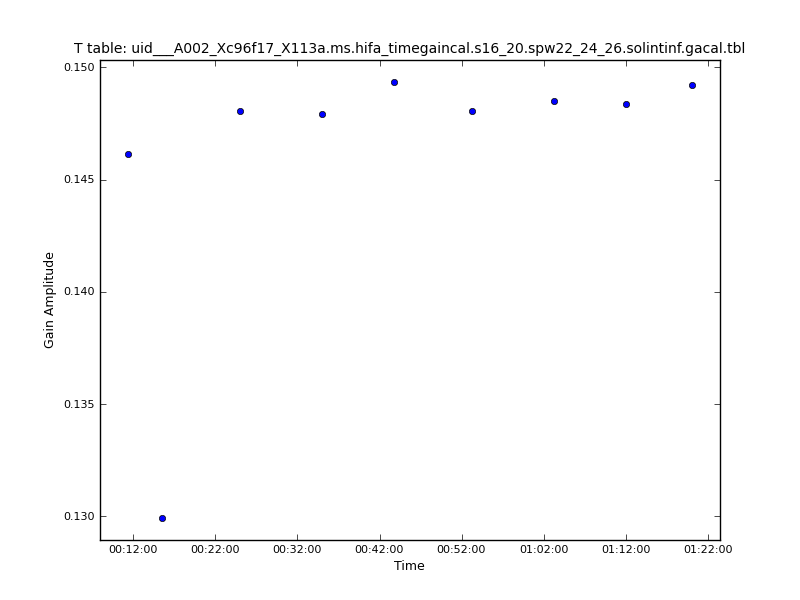 T table: uid___A002_Xc96f17_X113a.ms.hifa_timegaincal.s16_20.spw22_24_26.solintinf.gacal.tbl
0.150
0.145
0.140
0.135
0.130
Gain Amplitude
00:12:00 00:22:00 00:32:00 00:42:00 00:52:00 01:02:00 01:12:00 01:22:00
Time